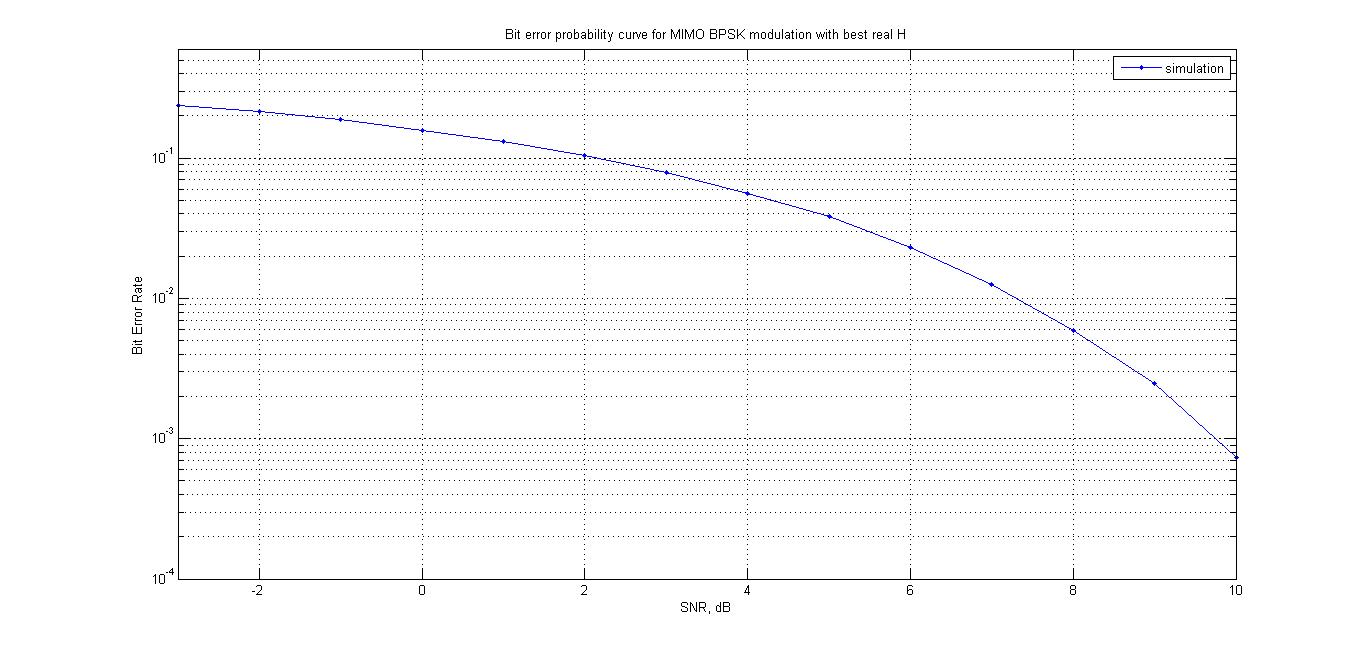 Bit error probability curve for MIMO BPSK modulation with best real H
simulation
10^-1
10^-2
10^-3
10^-4
Bit Error Rate
-2 0 2 4 6 8 10
SNR, dB